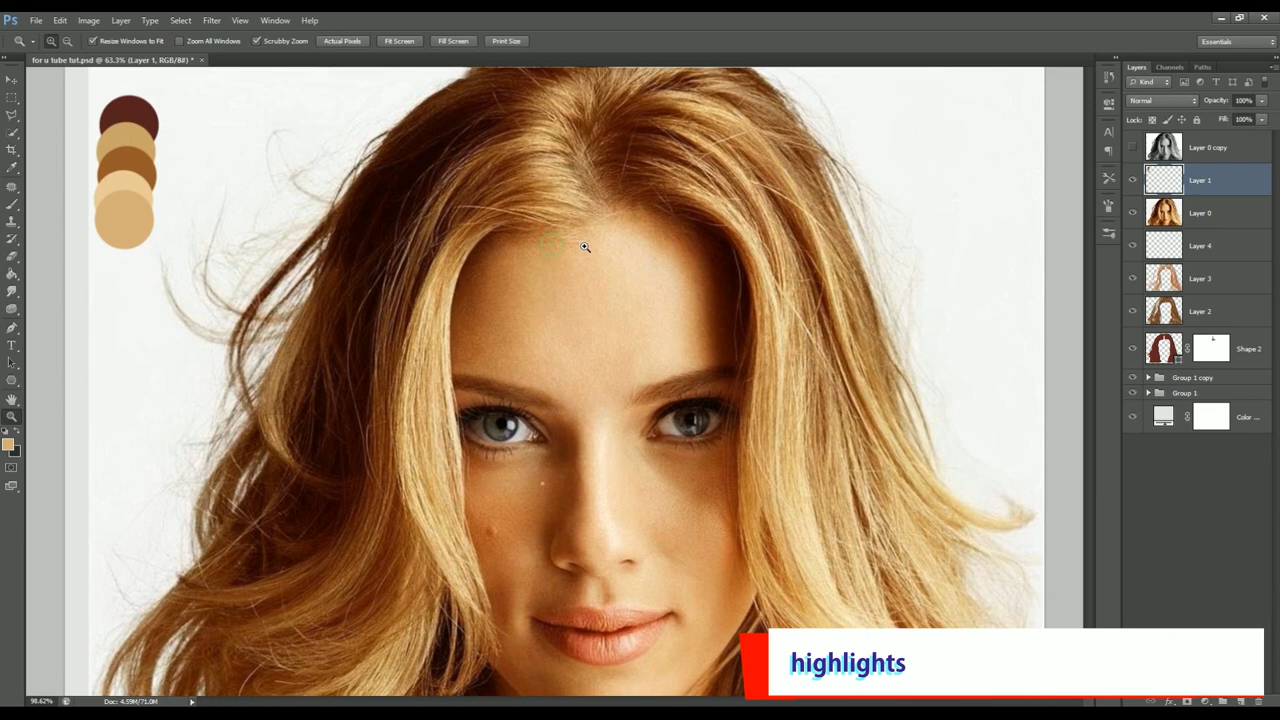 Ps File Edit Image Layer Type Select Filter View Window Help
Resize Windows to Fit Zoom All Windows Scrubby Zoom Actual Pixels Fit Screen Fill Screen Print Size Essentials
for u tube tut.psd @ 63.3% (Layer 1, RGB/8#) * ×
Layers Channels Paths
Kind
Normal Opacity: 100%
Lock: Fill: 100%
Layer 0 copy
Layer 1
Layer 0
Layer 4
Layer 3
Layer 2
Shape 2
Group 1 copy
Group 1
Color ...
highlights
98.62% Doc: 4.59M/71.0M